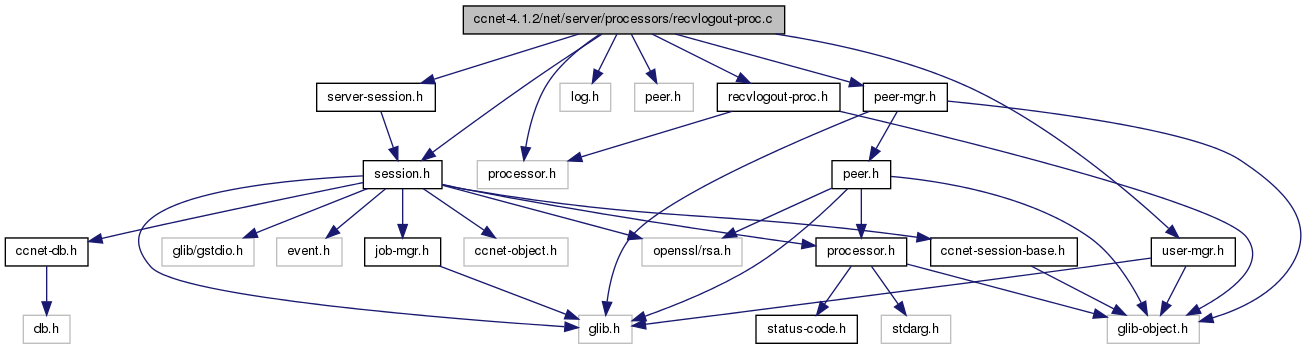 ccnet-4.1.2/net/server/processors/recvlogout-proc.c
server-session.h
log.h
peer.h
recvlogout-proc.h
peer-mgr.h
session.h
processor.h
peer.h
ccnet-db.h
glib/gstdio.h
event.h
job-mgr.h
ccnet-object.h
openssl/rsa.h
processor.h
ccnet-session-base.h
user-mgr.h
db.h
glib.h
status-code.h
stdarg.h
glib-object.h